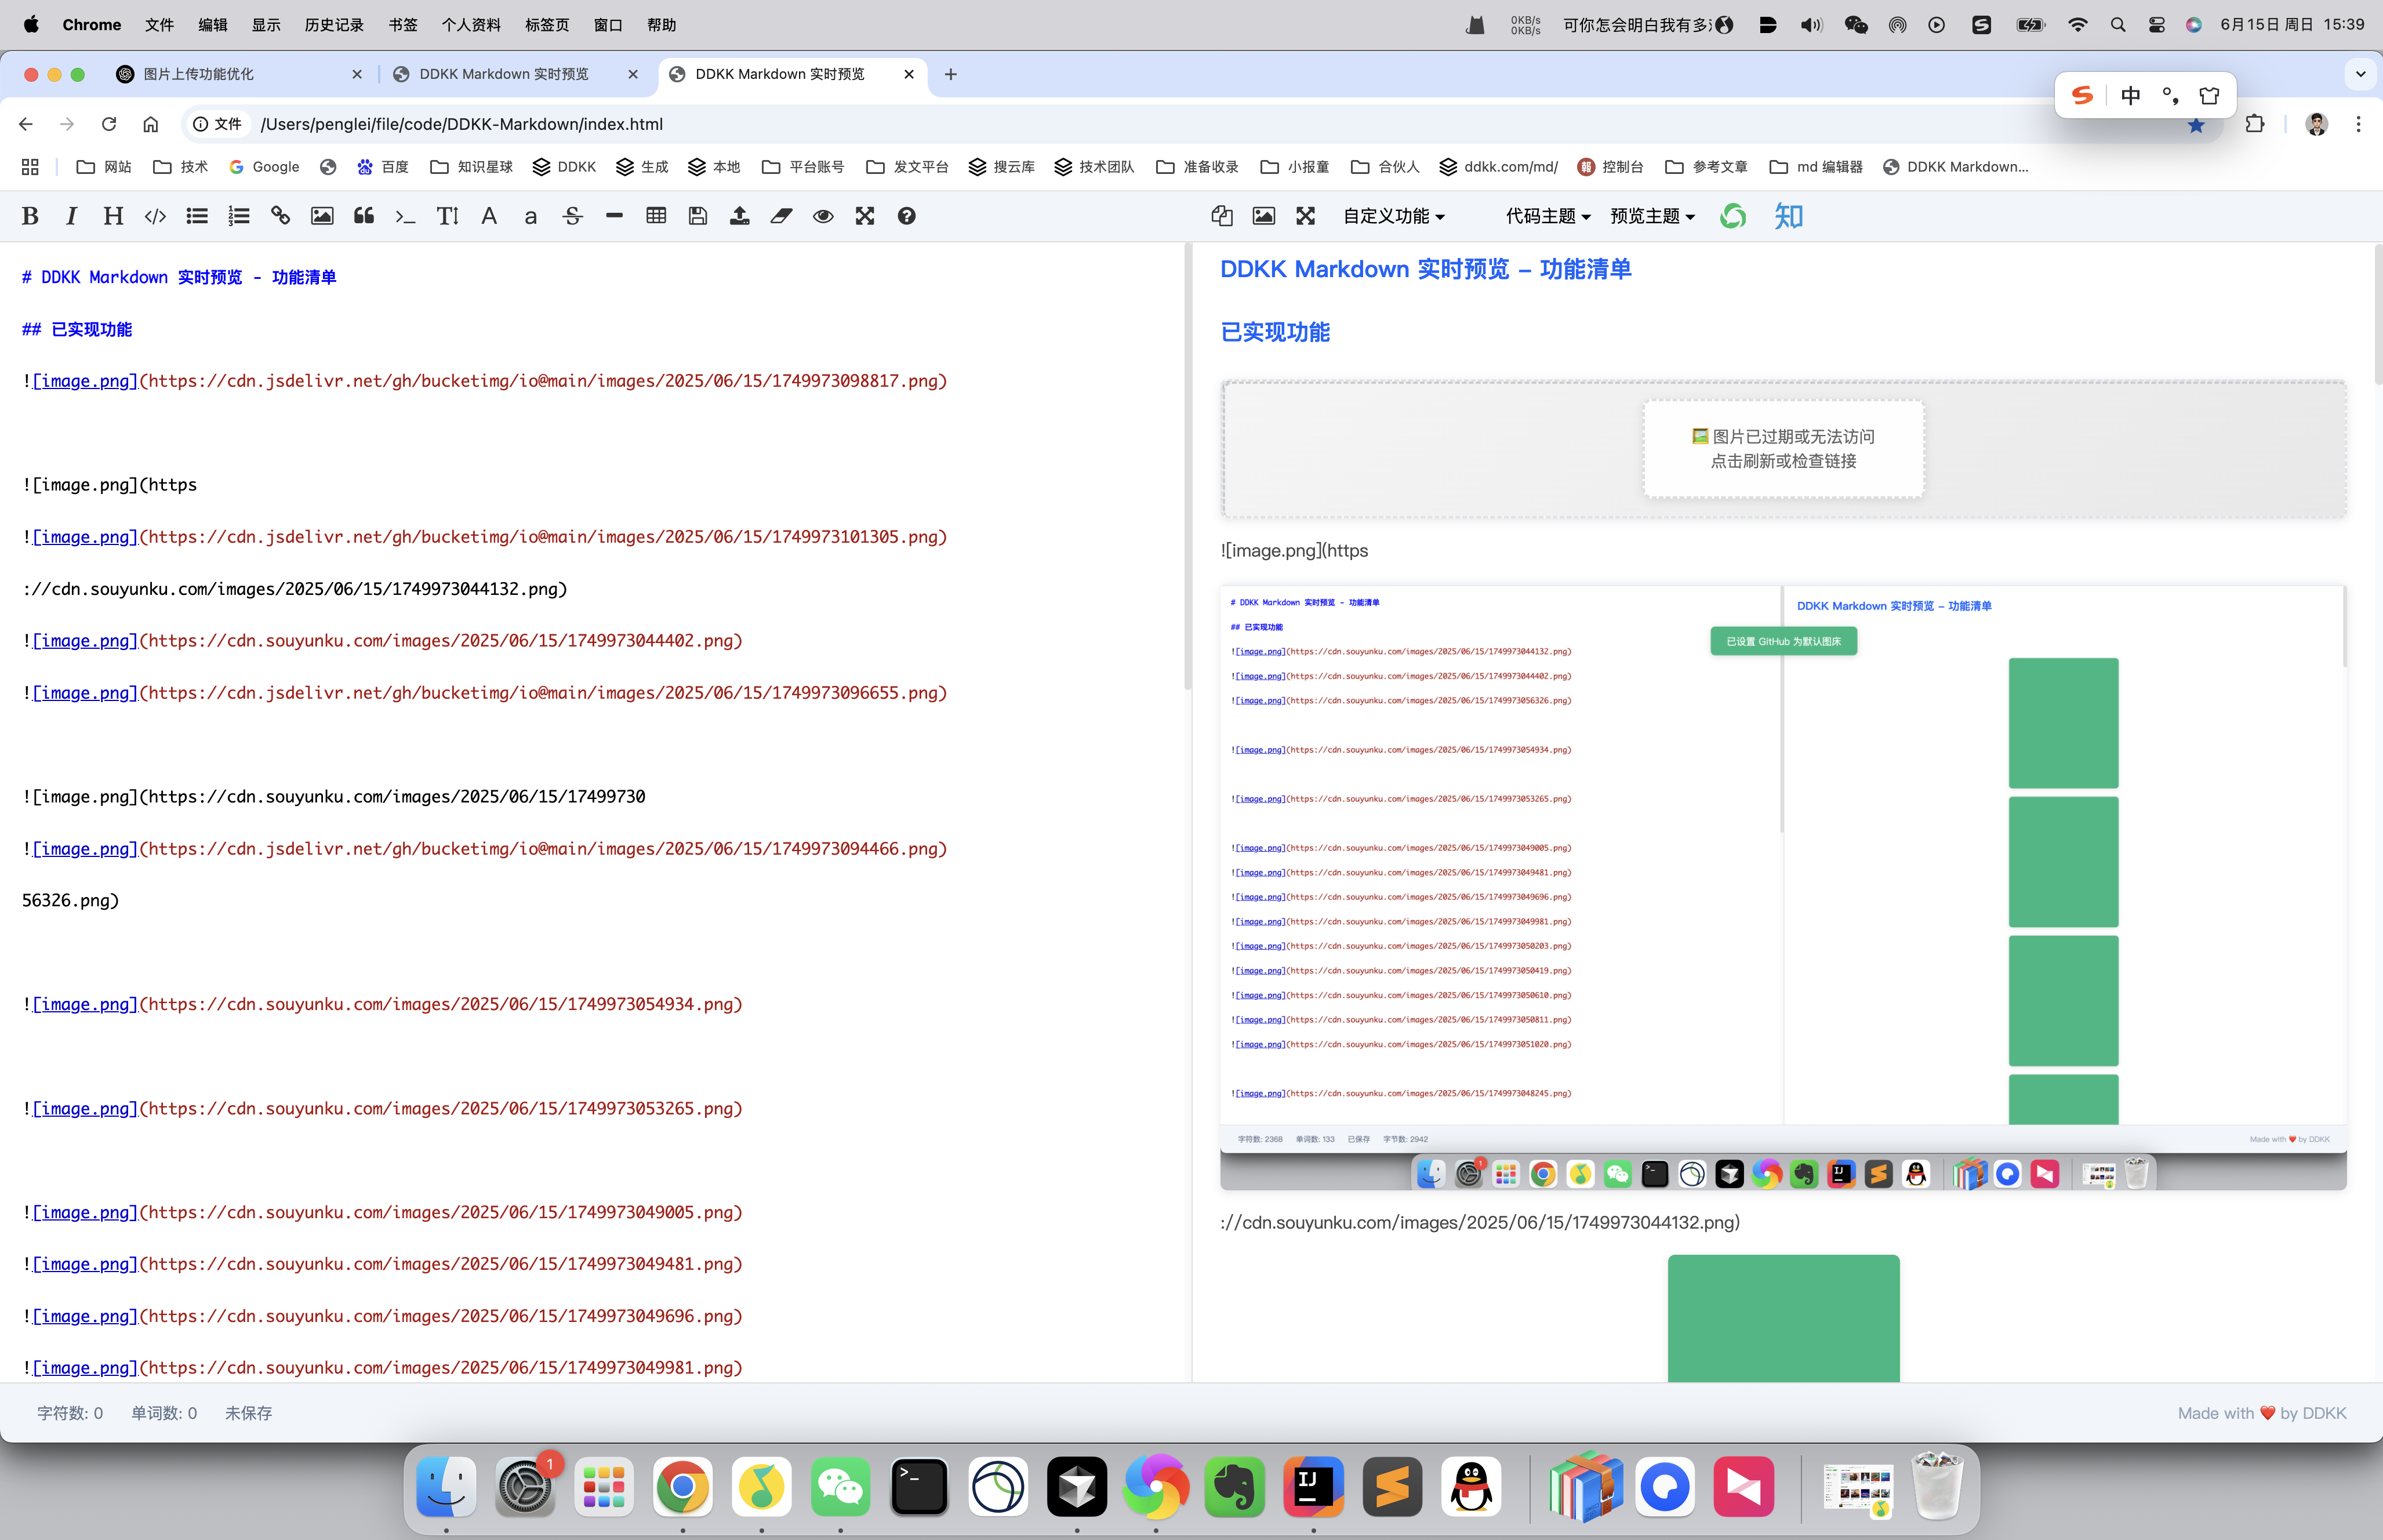 Chrome 文件 编辑 显示 历史记录 书签 个人资料 标签页 窗口 帮助
0KB/s
0KB/s
可你怎会明白我有多
6月15日 周日 15:39
图片上传功能优化
DDKK Markdown 实时预览
DDKK Markdown 实时预览
中
文件 /Users/penglei/file/code/DDKK-Markdown/index.html
网站 技术 Google 百度 知识星球 DDKK 生成 本地 平台账号 发文平台 搜云库 技术团队 准备收录 小报童 合伙人 ddkk.com/md/ 控制台 参考文章 md 编辑器 DDKK Markdown...
自定义功能 代码主题 预览主题 知
# DDKK Markdown 实时预览 - 功能清单
## 已实现功能
![image.png](https://cdn.jsdelivr.net/gh/bucketimg/io@main/images/2025/06/15/1749973098817.png)
![image.png](https
![image.png](https://cdn.jsdelivr.net/gh/bucketimg/io@main/images/2025/06/15/1749973101305.png)
://cdn.souyunku.com/images/2025/06/15/1749973044132.png)
![image.png](https://cdn.souyunku.com/images/2025/06/15/1749973044402.png)
![image.png](https://cdn.jsdelivr.net/gh/bucketimg/io@main/images/2025/06/15/1749973096655.png)
![image.png](https://cdn.souyunku.com/images/2025/06/15/17499730
![image.png](https://cdn.jsdelivr.net/gh/bucketimg/io@main/images/2025/06/15/1749973094466.png)
56326.png)
![image.png](https://cdn.souyunku.com/images/2025/06/15/1749973054934.png)
![image.png](https://cdn.souyunku.com/images/2025/06/15/1749973053265.png)
![image.png](https://cdn.souyunku.com/images/2025/06/15/1749973049005.png)
![image.png](https://cdn.souyunku.com/images/2025/06/15/1749973049481.png)
![image.png](https://cdn.souyunku.com/images/2025/06/15/1749973049696.png)
![image.png](https://cdn.souyunku.com/images/2025/06/15/1749973049981.png)
DDKK Markdown 实时预览 – 功能清单
已实现功能
图片已过期或无法访问
点击刷新或检查链接
![image.png](https
# DDKK Markdown 实时预览 - 功能清单
## 已实现功能
![image.png](https://cdn.souyunku.com/images/2025/06/15/1749973044132.png)
![image.png](https://cdn.souyunku.com/images/2025/06/15/1749973044402.png)
![image.png](https://cdn.souyunku.com/images/2025/06/15/1749973056326.png)
![image.png](https://cdn.souyunku.com/images/2025/06/15/1749973054934.png)
![image.png](https://cdn.souyunku.com/images/2025/06/15/1749973053265.png)
![image.png](https://cdn.souyunku.com/images/2025/06/15/1749973049005.png)
![image.png](https://cdn.souyunku.com/images/2025/06/15/1749973049481.png)
![image.png](https://cdn.souyunku.com/images/2025/06/15/1749973049696.png)
![image.png](https://cdn.souyunku.com/images/2025/06/15/1749973049981.png)
![image.png](https://cdn.souyunku.com/images/2025/06/15/1749973050203.png)
![image.png](https://cdn.souyunku.com/images/2025/06/15/1749973050419.png)
![image.png](https://cdn.souyunku.com/images/2025/06/15/1749973050610.png)
![image.png](https://cdn.souyunku.com/images/2025/06/15/1749973050811.png)
![image.png](https://cdn.souyunku.com/images/2025/06/15/1749973051020.png)
![image.png](https://cdn.souyunku.com/images/2025/06/15/1749973048245.png)
DDKK Markdown 实时预览 – 功能清单
已设置 GitHub 为默认图床
字符数: 2368 单词数: 133 已保存 字节数: 2942
Made with ❤️ by DDKK
://cdn.souyunku.com/images/2025/06/15/1749973044132.png)
字符数: 0 单词数: 0 未保存
Made with ❤️ by DDKK
1
IJ